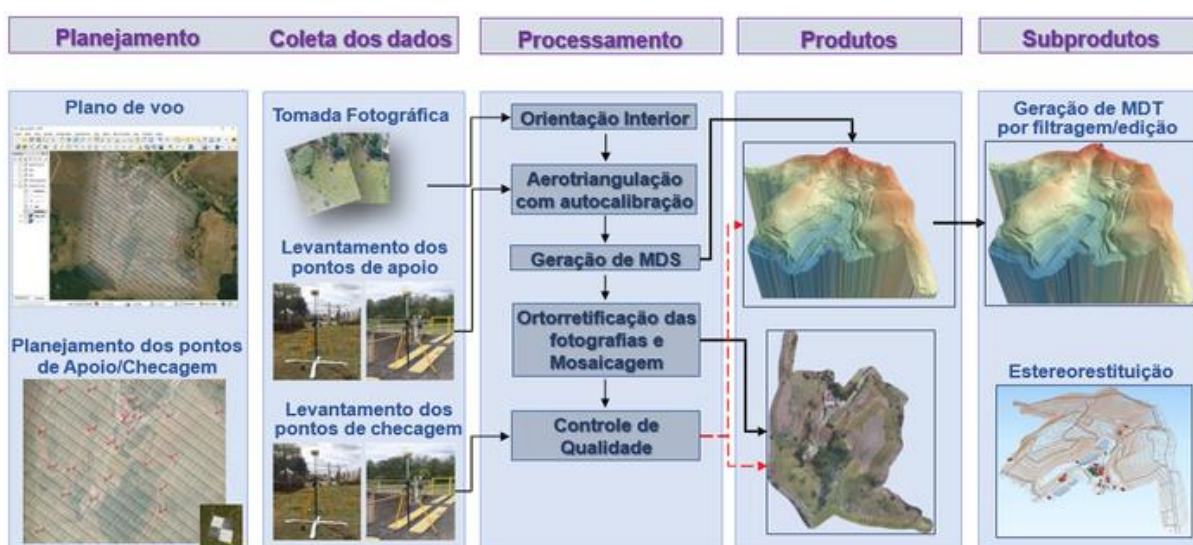 Planejamento
Coleta dos dados
Processamento
Produtos
Subprodutos
Plano de voo
Planejamento dos pontos
de Apoio/Checagem
Tomada Fotográfica
Levantamento dos
pontos de apoio
Levantamento dos
pontos de checagem
Orientação Interior
Aerotriangulação
com autocalibração
Geração de MDS
Ortorretificação das
fotografias e
Mosaicagem
Controle de
Qualidade
Geração de MDT
por filtragem/edição
Estereorestituição